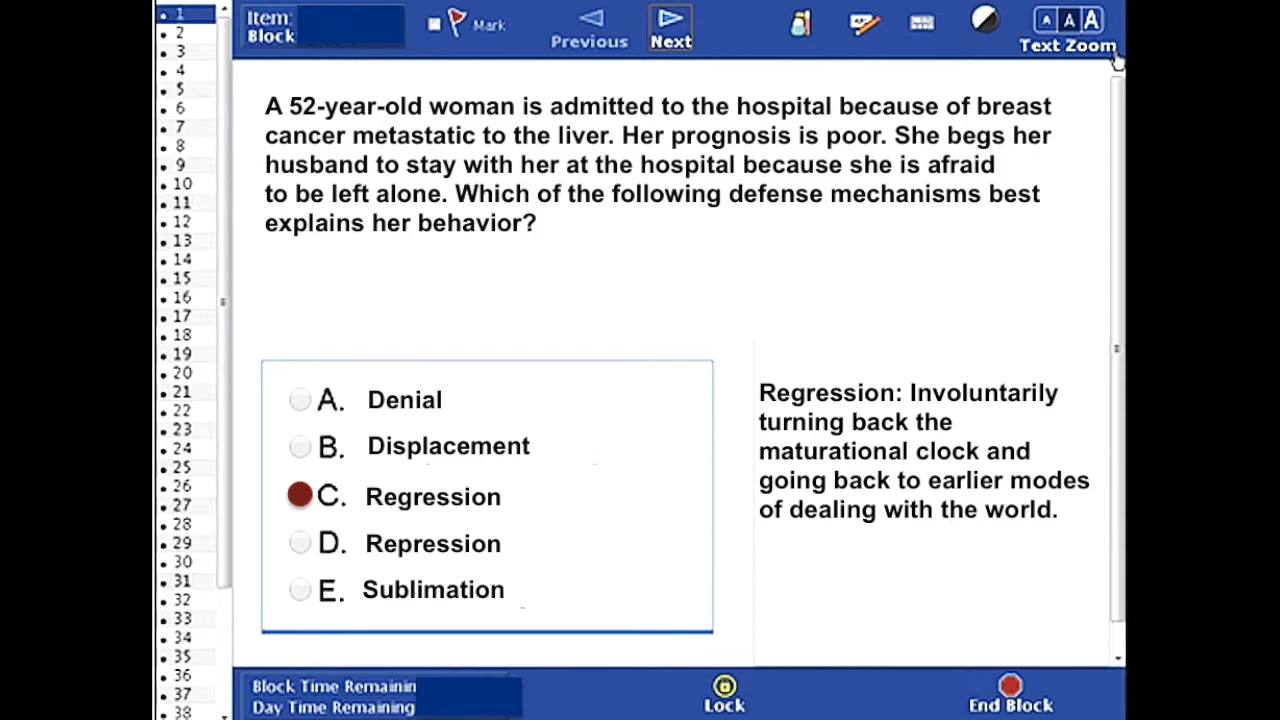 Item:
Block:
Mark
Previous
Next
A A A
Text Zoom
1
2
3
4
5
6
7
8
9
10
11
12
13
14
15
16
17
18
19
20
21
22
23
24
25
26
27
28
29
30
31
32
33
34
35
36
37
38
A 52-year-old woman is admitted to the hospital because of breast
cancer metastatic to the liver. Her prognosis is poor. She begs her
husband to stay with her at the hospital because she is afraid
to be left alone. Which of the following defense mechanisms best
explains her behavior?
A. Denial
B. Displacement
C. Regression
D. Repression
E. Sublimation
Regression: Involuntarily
turning back the
maturational clock and
going back to earlier modes
of dealing with the world.
Block Time Remainin
Day Time Remaining
Lock
End Block